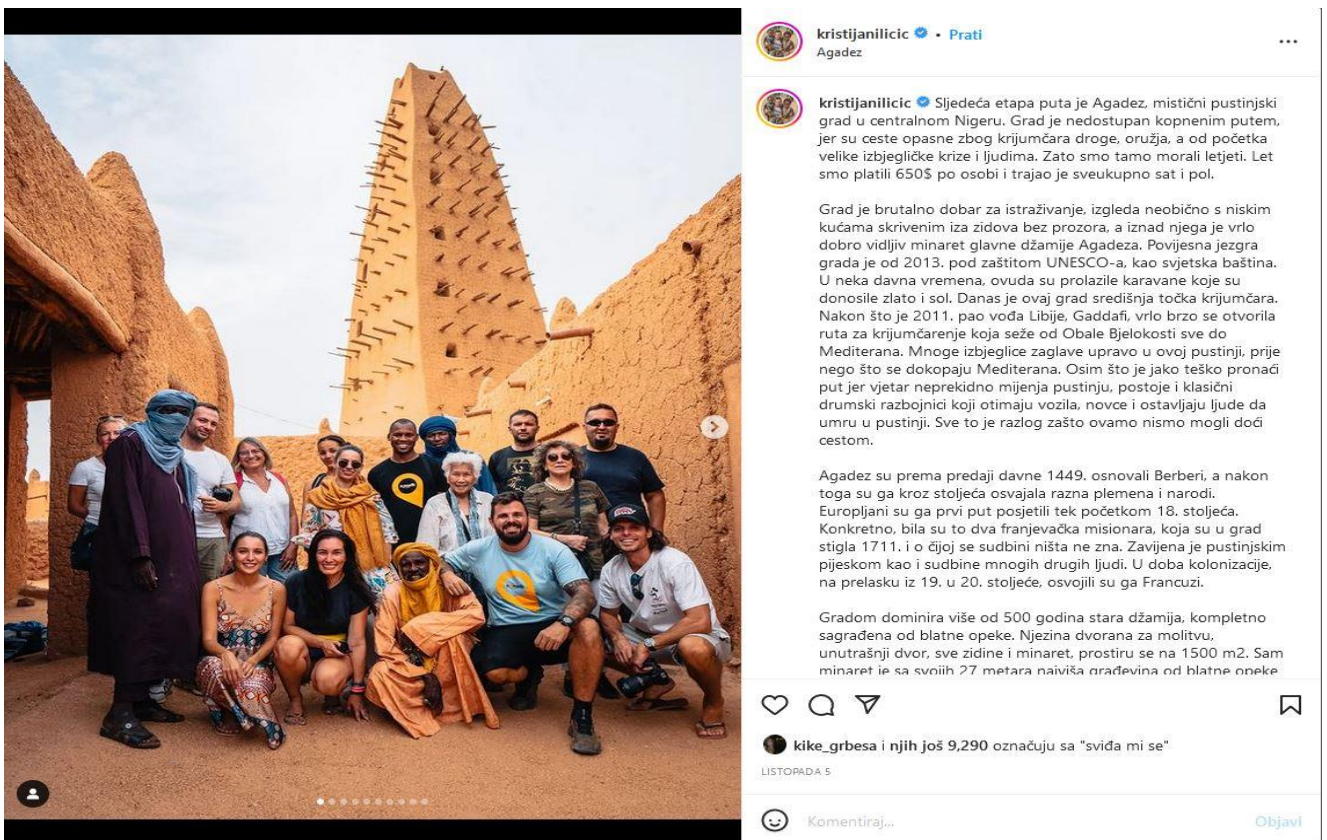 kristijanilicic • Prati
Agadez
kristijanilicic Sljedeća etapa puta je Agadez, mistični pustinjski
grad u centralnom Nigeru. Grad je nedostupan kopnenim putem,
jer su ceste opasne zbog krijumčara droge, oružja, a od početka
velike izbjegličke krize i ljudima. Zato smo tamo morali letjeti. Let
smo platili 650$ po osobi i trajao je sveukupno sat i pol.
Grad je brutalno dobar za istraživanje, izgleda neobično s niskim
kućama skrivenim iza zidova bez prozora, a iznad njega je vrlo
dobro vidljiv minaret glavne džamije Agadeza. Povijesna jezgra
grada je od 2013. pod zaštitom UNESCO-a, kao svjetska baština.
U neka davna vremena, ovuda su prolazile karavane koje su
donosile zlato i sol. Danas je ovaj grad središnja točka krijumčara.
Nakon što je 2011. pao vođa Libije, Gaddafi, vrlo brzo se otvorila
ruta za krijumčarenje koja seže od Obale Bjelokosti sve do
Mediterana. Mnoge izbjeglice zaglave upravo u ovoj pustinji, prije
nego što se dokopaju Mediterana. Osim što je jako teško pronaći
put jer vjetar neprekidno mijenja pustinju, postoje i klasični
drumski razbojnici koji otimaju vozila, novce i ostavljaju ljude da
umru u pustinji. Sve to je razlog zašto ovamo nismo mogli doći
cestom.
Agadez su prema predaji davne 1449. osnovali Berberi, a nakon
toga su ga kroz stoljeća osvajala razna plemena i narodi.
Europljani su ga prvi put posjetili tek početkom 18. stoljeća.
Konkretno, bila su to dva franjevačka misionara, koja su u grad
stigla 1711. i o čijoj se sudbini ništa ne zna. Zavijena je pustinjskim
pijeskom kao i sudbine mnogih drugih ljudi. U doba kolonizacije,
na prelasku iz 19. u 20. stoljeće, osvojili su ga Francuzi.
Gradom dominira više od 500 godina stara džamija, kompletno
sagrađena od blatne opeke. Njezina dvorana za molitvu,
unutrašnji dvor, sve zidine i minaret, prostiru se na 1500 m2. Sam
minaret je sa svojih 27 metara najviša građevina od blatne opeke
kike_grbesa i njih još 9,290 označuju sa "sviđa mi se"
LISTOPADA 5
Komentiraj... Objavi